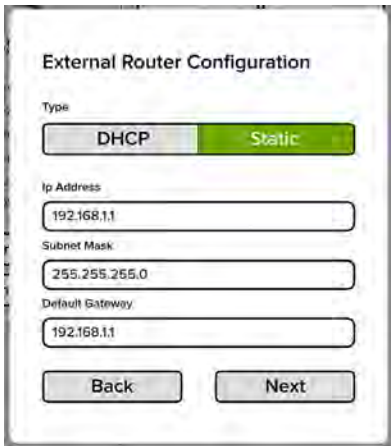 External Router Configuration
Type
DHCP Static
Ip Address
192.168.1.1
Subnet Mask
255.255.255.0
Default Gateway
192.168.1.1
Back Next